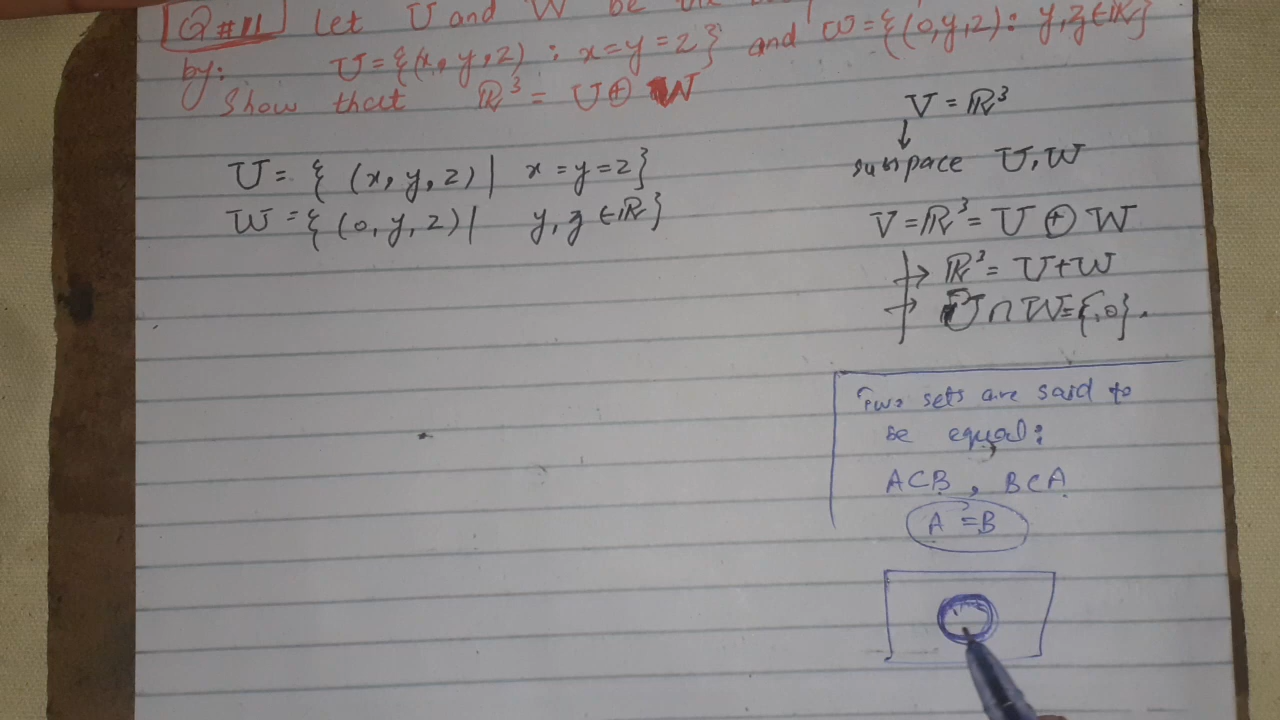 Q#11 Let U and W be the
by: U={(x,y,z) : x=y=z} and W={(0,y,z): y,z∈ℝ}
Show that ℝ³ = U⊕W
U = { (x, y, z) | x=y=z}
W = { (0, y, z) | y, z ∈ℝ}
V = ℝ³
↓
subspace U, W
V=ℝ³= U ⊕ W
→ ℝ³= U+W
→ U∩W={0}.
Two sets are said to
be equal:
A⊂B, B⊂A
A=B